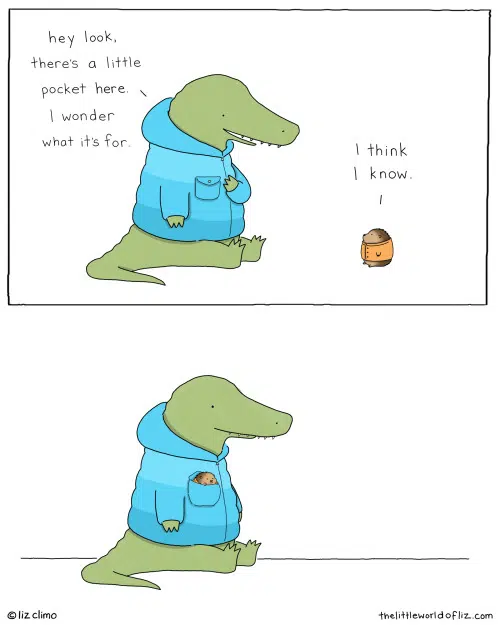 hey look,
there's a little
pocket here.
I wonder
what it's for.
I think
I know.
© liz climo
thelittleworldofliz.com